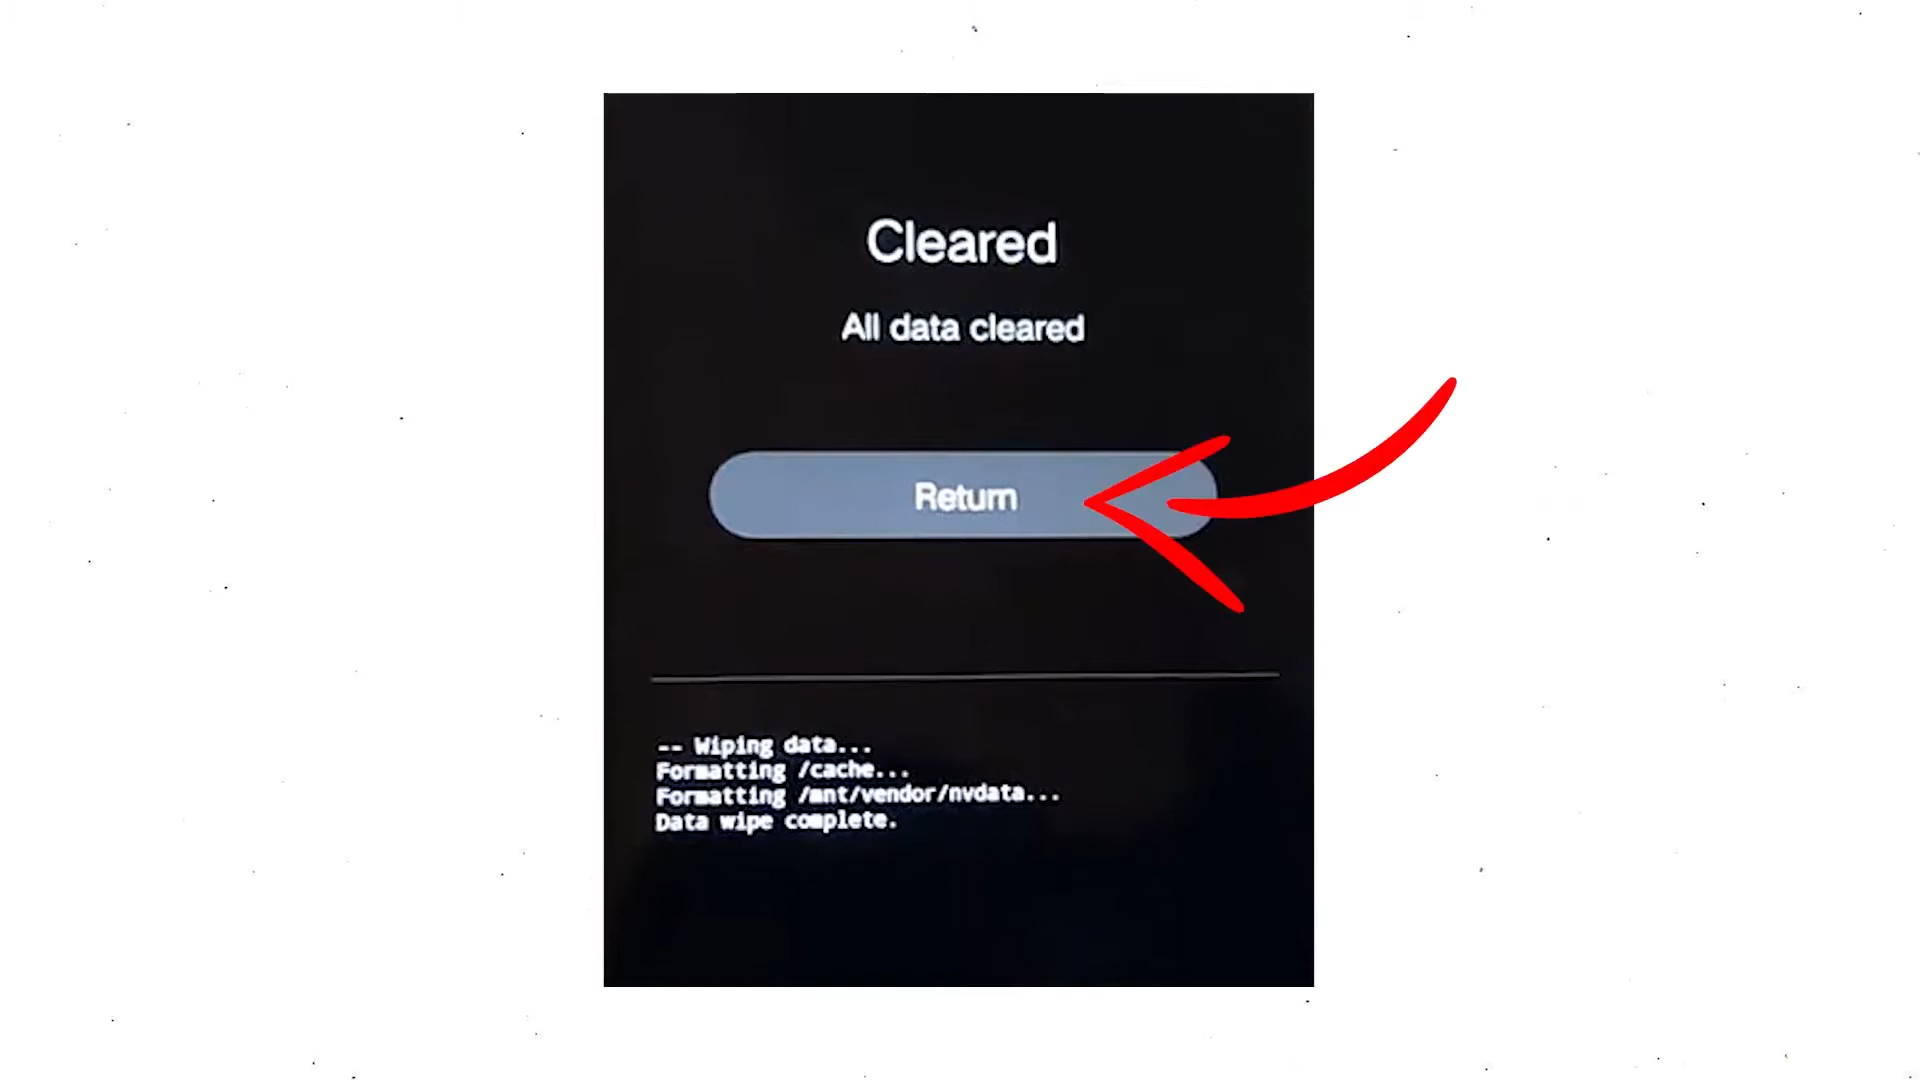 Cleared
All data cleared
Return
-- Wiping data...
Formatting /cache...
Formatting /mnt/vendor/nvdata...
Data wipe complete.